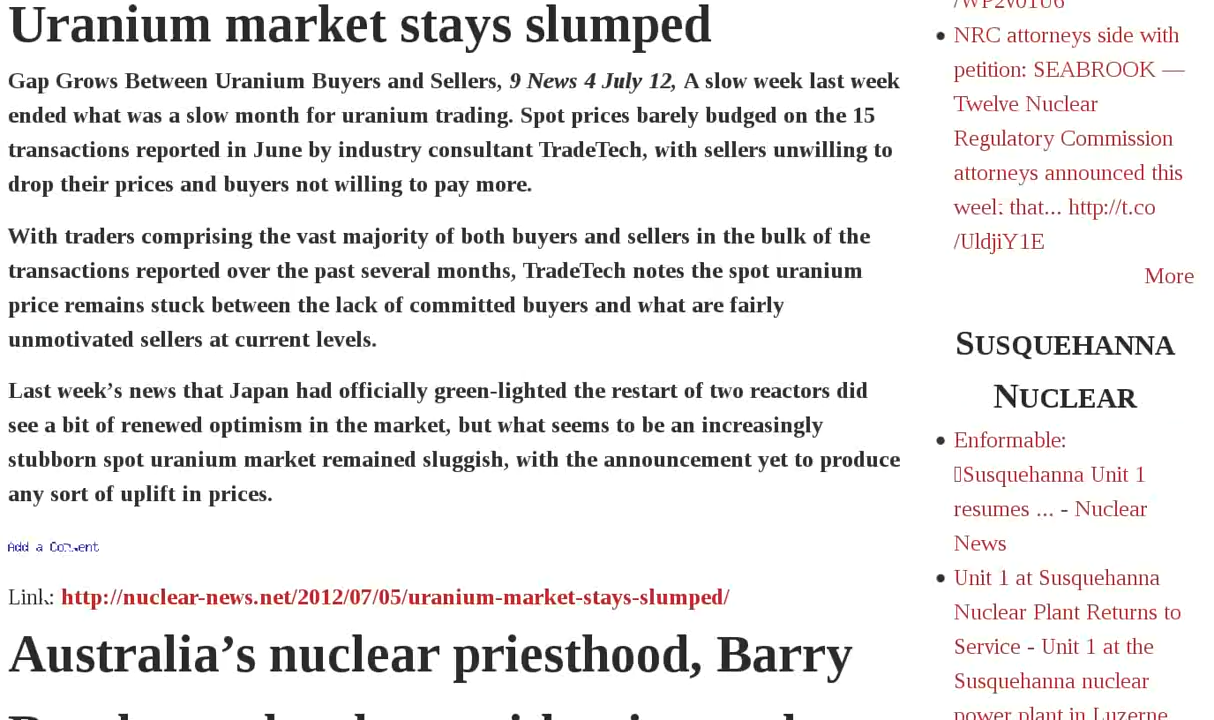 Uranium market stays slumped
Gap Grows Between Uranium Buyers and Sellers, 9 News 4 July 12, A slow week last week
ended what was a slow month for uranium trading. Spot prices barely budged on the 15
transactions reported in June by industry consultant TradeTech, with sellers unwilling to
drop their prices and buyers not willing to pay more.
With traders comprising the vast majority of both buyers and sellers in the bulk of the
transactions reported over the past several months, TradeTech notes the spot uranium
price remains stuck between the lack of committed buyers and what are fairly
unmotivated sellers at current levels.
Last week’s news that Japan had officially green-lighted the restart of two reactors did
see a bit of renewed optimism in the market, but what seems to be an increasingly
stubborn spot uranium market remained sluggish, with the announcement yet to produce
any sort of uplift in prices.
Add a Comment
Link: http://nuclear-news.net/2012/07/05/uranium-market-stays-slumped/
Australia’s nuclear priesthood, Barry
/WP2v01U6
NRC attorneys side with
petition: SEABROOK —
Twelve Nuclear
Regulatory Commission
attorneys announced this
week that... http://t.co
/UldjiY1E
More
SUSQUEHANNA
NUCLEAR
Enformable:
Susquehanna Unit 1
resumes ... - Nuclear
News
Unit 1 at Susquehanna
Nuclear Plant Returns to
Service - Unit 1 at the
Susquehanna nuclear
power plant in Luzerne